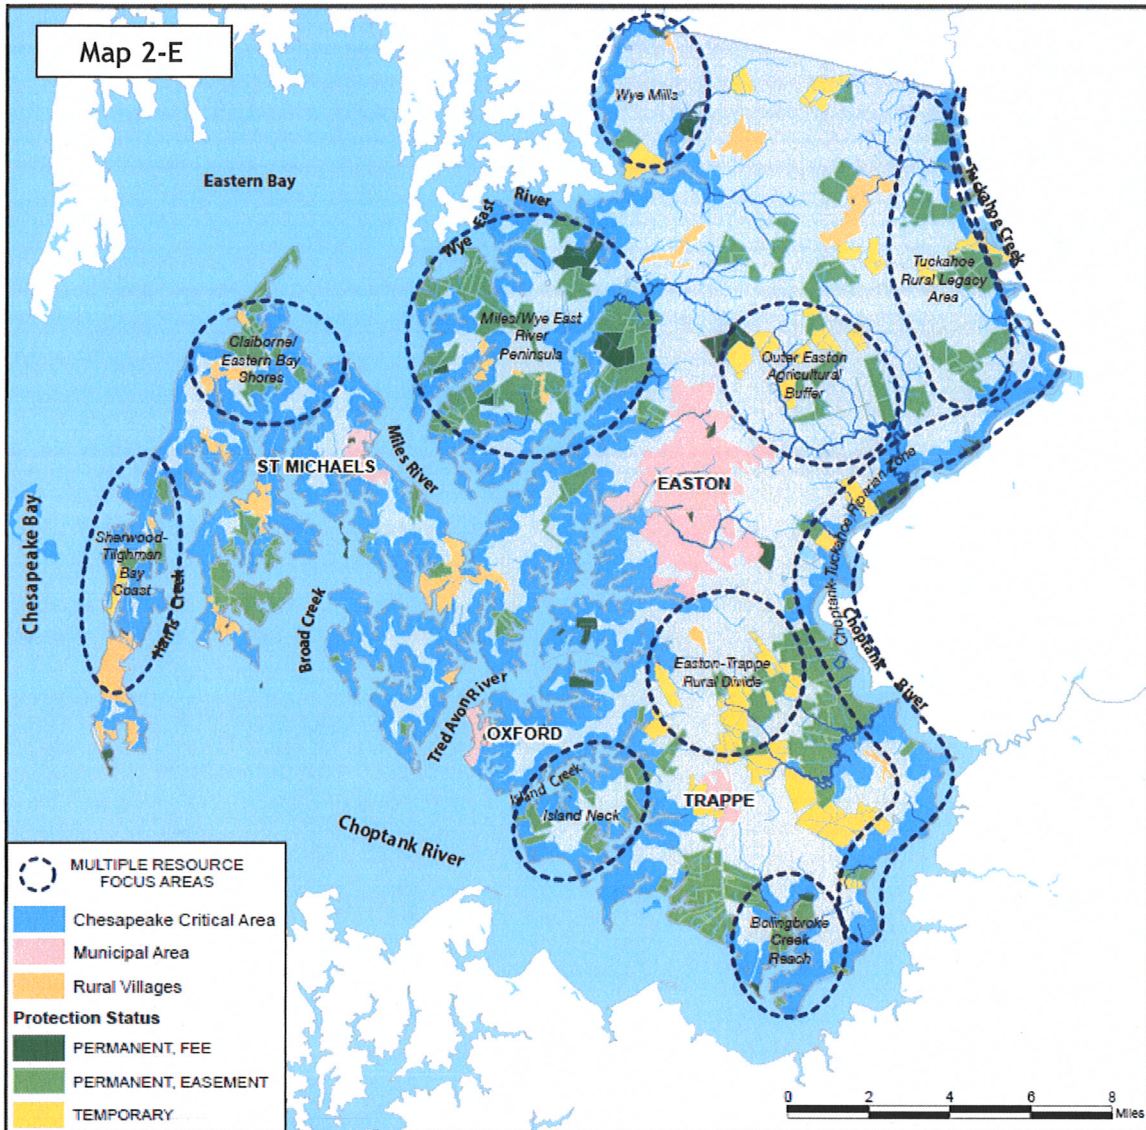 Map 2-E
Wye Mills
Eastern Bay
Wye East River
Tuckahoe Creek
Tuckahoe
Rural Legacy
Area
Miles/Wye East
River
Peninsula
Claiborne/
Eastern Bay
Shores
Outer Easton
Agricultural
Buffer
Miles River
ST MICHAELS
EASTON
Choptank-Tuckahoe Riparian Zone
Chesapeake Bay
Sherwood-
Tilghman
Bay
Coast
Harris Creek
Broad Creek
Choptank River
Easton-Trappe
Rural Divide
Tred Avon River
OXFORD
Island Creek
Island Neck
TRAPPE
Choptank River
Bolingbroke
Creek
Reach
MULTIPLE RESOURCE
FOCUS AREAS
Chesapeake Critical Area
Municipal Area
Rural Villages
Protection Status
PERMANENT, FEE
PERMANENT, EASEMENT
TEMPORARY
0 2 4 6 8
Miles